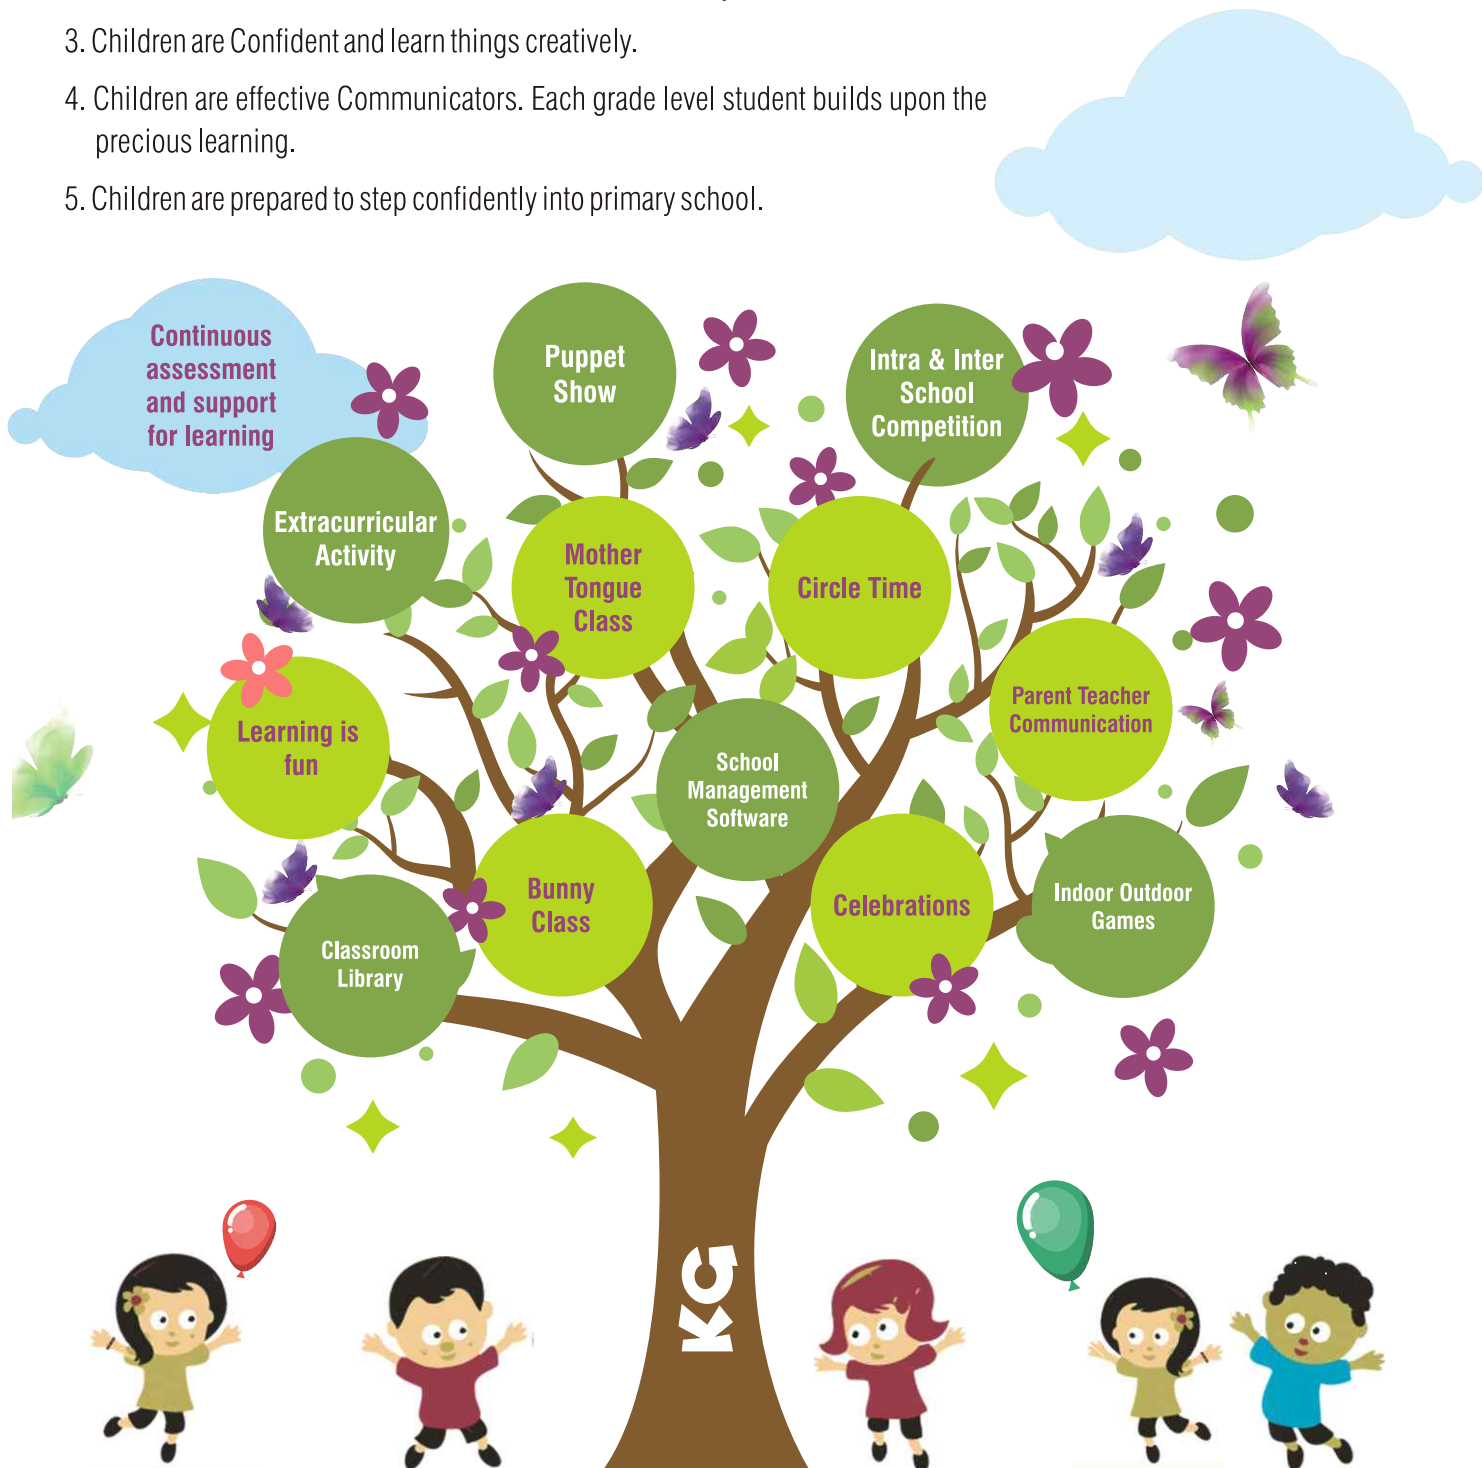 3. Children are Confident and learn things creatively.
4. Children are effective Communicators. Each grade level student builds upon the
precious learning.
5. Children are prepared to step confidently into primary school.
Continuous
assessment
and support
for learning
Puppet
Show
Intra & Inter
School
Competition
Extracurricular
Activity
Mother
Tongue
Class
Circle Time
Parent Teacher
Communication
Learning is
fun
School
Management
Software
Bunny
Class
Celebrations
Indoor Outdoor
Games
Classroom
Library
KG